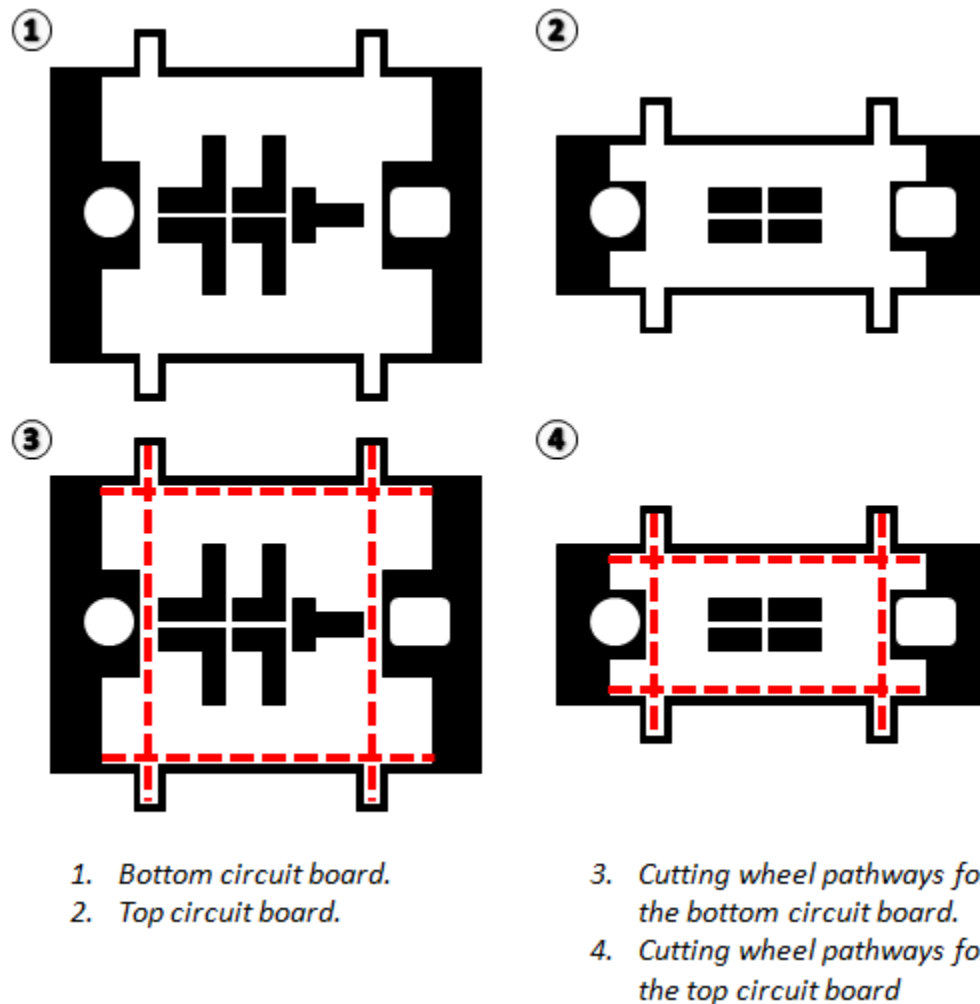 1
2
3
4
1. Bottom circuit board.
2. Top circuit board.
3. Cutting wheel pathways fo
the bottom circuit board.
4. Cutting wheel pathways fo
the top circuit board